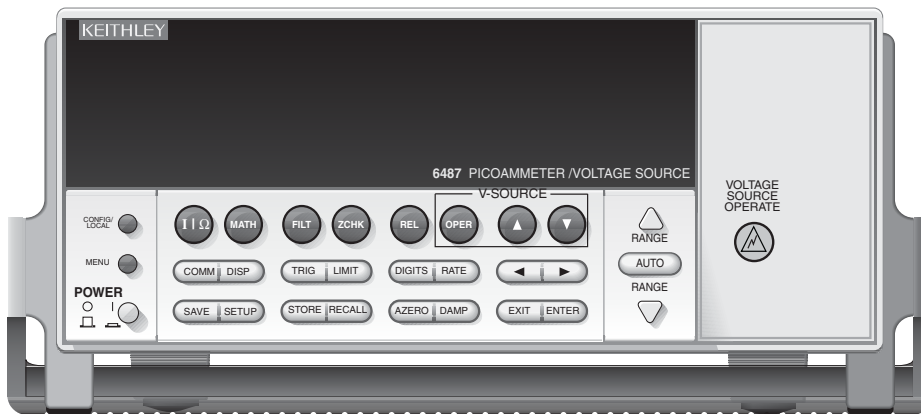 KEITHLEY
6487 PICOAMMETER /VOLTAGE SOURCE
V-SOURCE
VOLTAGE
SOURCE
OPERATE
CONFIG/
LOCAL
I | Ω MATH FILT ZCHK REL OPER ▲ ▼
RANGE
MENU
COMM DISP TRIG LIMIT DIGITS RATE ◄ ►
AUTO
RANGE
POWER
O I
SAVE SETUP STORE RECALL AZERO DAMP EXIT ENTER